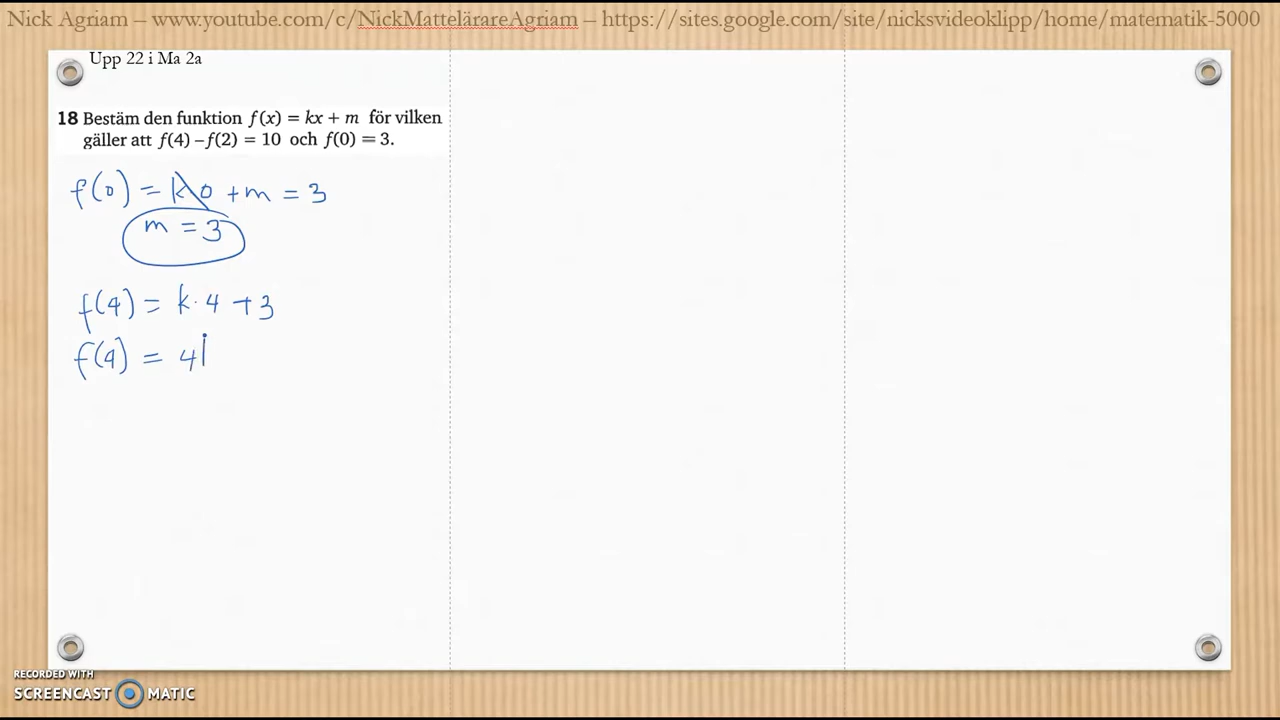 Nick Agriam – www.youtube.com/c/NickMattelärareAgriam – https://sites.google.com/site/nicksvideoklipp/home/matematik-5000
Upp 22 i Ma 2a
18 Bestäm den funktion f(x) = kx + m för vilken
gäller att f(4) – f(2) = 10 och f(0) = 3.
f(0) = k·0 + m = 3
m = 3
f(4) = k·4 + 3
f(4) = 4
RECORDED WITH
SCREENCAST MATIC